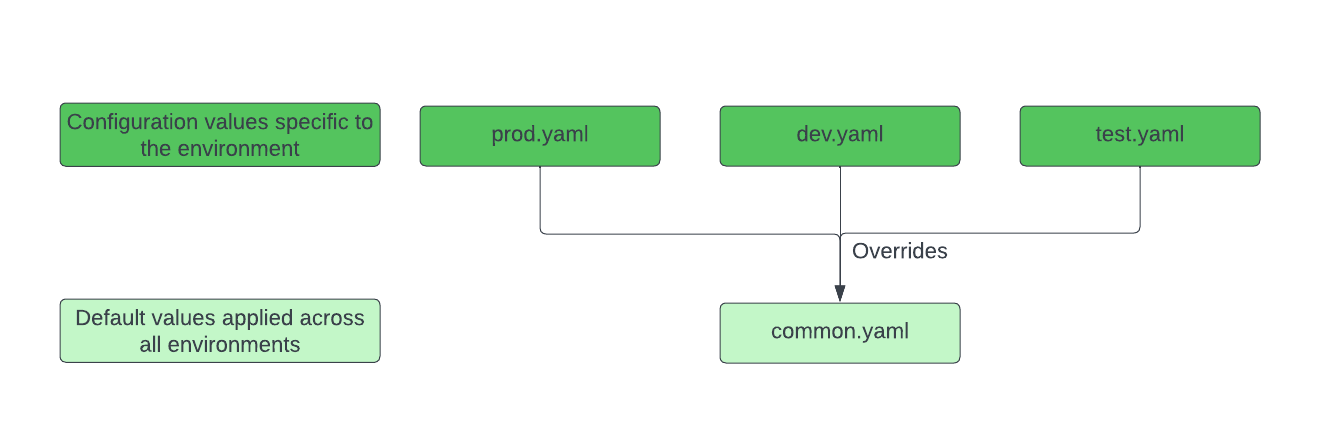 Configuration values specific to
the environment
prod.yaml
dev.yaml
test.yaml
Overrides
Default values applied across
all environments
common.yaml